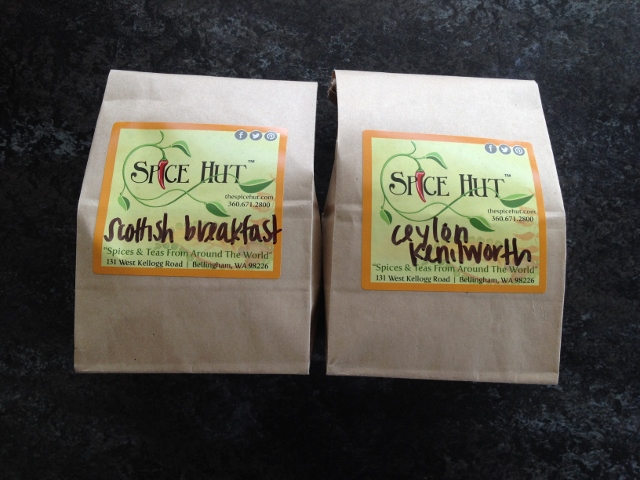 SPICE HUT™
thespicehut.com
360.671.2800
scottish breakfast
"Spices & Teas From Around The World"
131 West Kellogg Road | Bellingham, WA 98226
SPICE HUT™
thespicehut.com
360.671.2800
ceylon
kenilworth
"Spices & Teas From Around The World"
131 West Kellogg Road | Bellingham, WA 98226